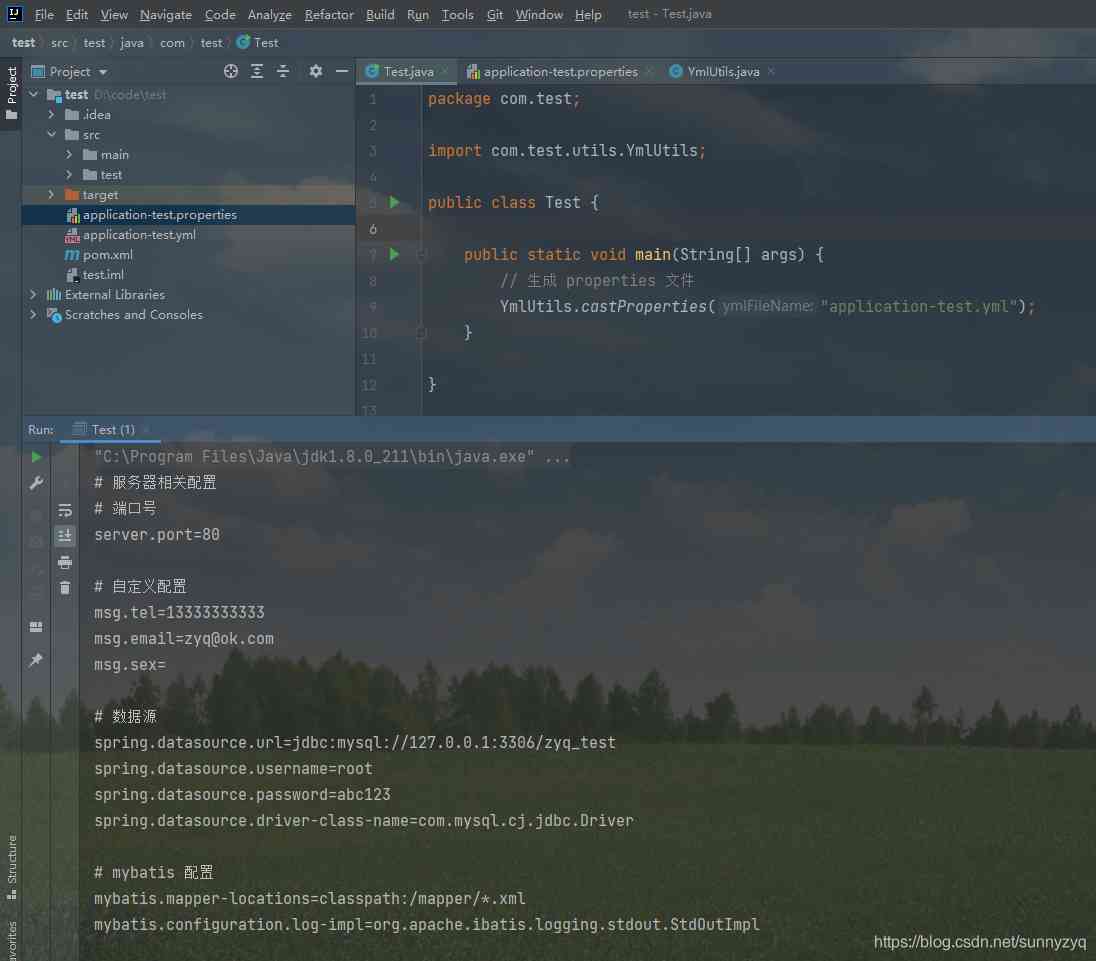 File Edit View Navigate Code Analyze Refactor Build Run Tools Git Window Help test - Test.java
test src test java com test Test
Project
Project
Test.java application-test.properties YmlUtils.java
test D:\code\test
.idea
src
main
test
target
application-test.properties
application-test.yml
pom.xml
test.iml
External Libraries
Scratches and Consoles
1 package com.test;
2
3 import com.test.utils.YmlUtils;
4
5 public class Test {
6
7 public static void main(String[] args) {
8 // 生成 properties 文件
9 YmlUtils.castProperties( ymlFileName: "application-test.yml");
10 }
11
12 }
13
Run: Test (1)
"C:\Program Files\Java\jdk1.8.0_211\bin\java.exe" ...
# 服务器相关配置
# 端口号
server.port=80
# 自定义配置
msg.tel=13333333333
msg.email=zyq@ok.com
msg.sex=
# 数据源
spring.datasource.url=jdbc:mysql://127.0.0.1:3306/zyq_test
spring.datasource.username=root
spring.datasource.password=abc123
spring.datasource.driver-class-name=com.mysql.cj.jdbc.Driver
# mybatis 配置
mybatis.mapper-locations=classpath:/mapper/*.xml
mybatis.configuration.log-impl=org.apache.ibatis.logging.stdout.StdOutImpl
Structure
avorites
https://blog.csdn.net/sunnyzyq